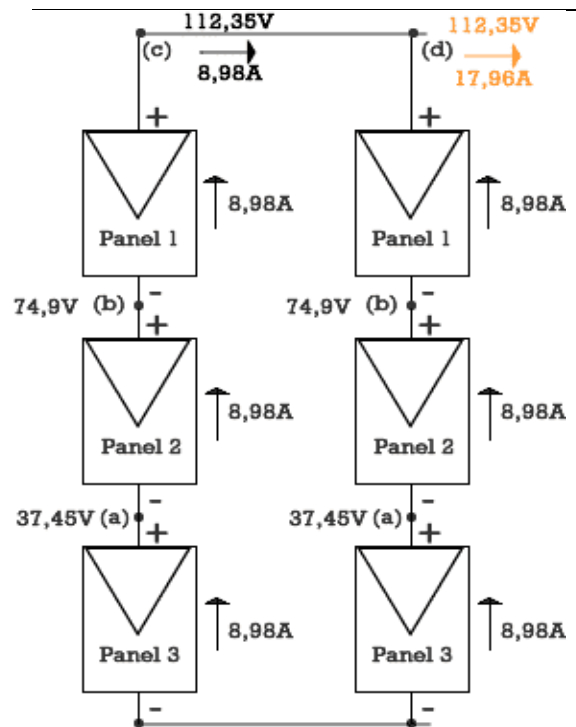 112,35V
(c)
8,98A
112,35V
(d)
17,96A
+
+
8,98A
8,98A
Panel 1
Panel 1
-
-
74,9V (b)
74,9V (b)
+
+
8,98A
8,98A
Panel 2
Panel 2
-
-
37,45V (a)
37,45V (a)
+
+
8,98A
8,98A
Panel 3
Panel 3
-
-